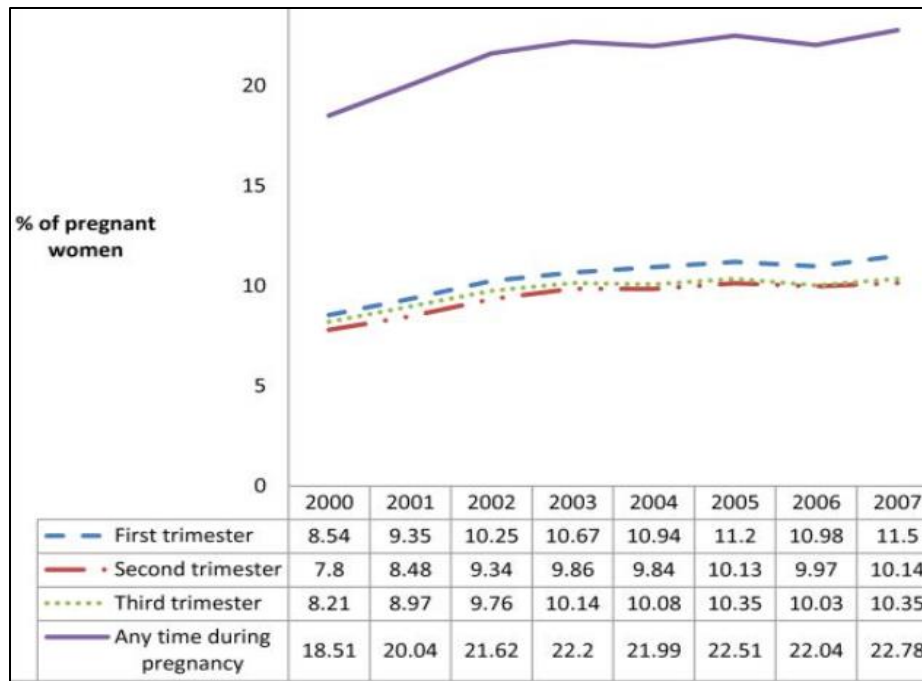 20
15
% of pregnant
women
10
5
0
2000 2001 2002 2003 2004 2005 2006 2007
First trimester 8.54 9.35 10.25 10.67 10.94 11.2 10.98 11.5
Second trimester 7.8 8.48 9.34 9.86 9.84 10.13 9.97 10.14
Third trimester 8.21 8.97 9.76 10.14 10.08 10.35 10.03 10.35
Any time during
pregnancy 18.51 20.04 21.62 22.2 21.99 22.51 22.04 22.78